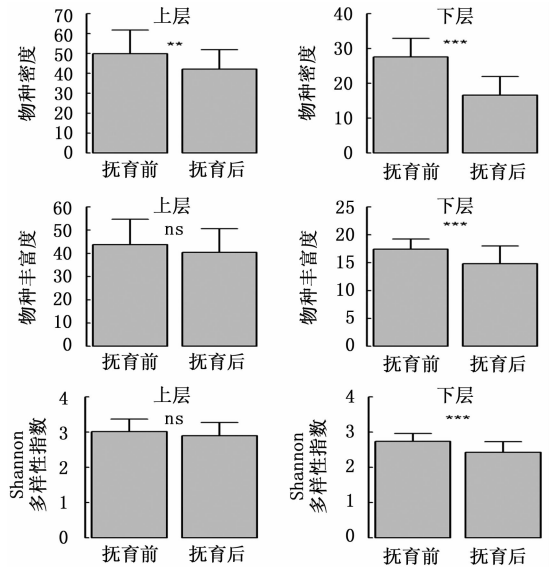 上层
**
物种密度
70
60
50
40
30
20
10
0
抚育前 抚育后
下层
***
物种密度
40
30
20
10
0
抚育前 抚育后
上层
ns
物种丰富度
60
50
40
30
20
10
0
抚育前 抚育后
下层
***
物种丰富度
25
20
15
10
5
0
抚育前 抚育后
上层
ns
Shannon
多样性指数
4
3
2
1
0
抚育前 抚育后
下层
***
Shannon
多样性指数
4
3
2
1
0
抚育前 抚育后